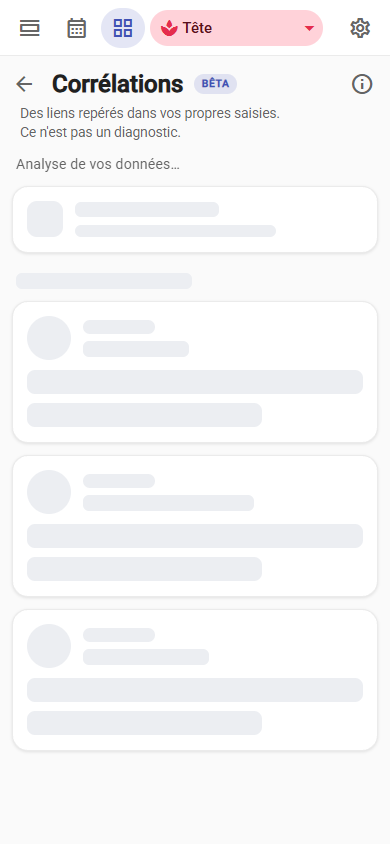 Tête
Corrélations BÊTA
Des liens repérés dans vos propres saisies.
Ce n'est pas un diagnostic.
Analyse de vos données…